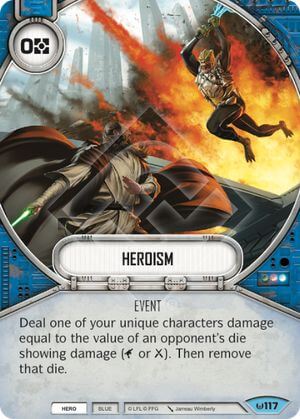 0
HEROISM
EVENT
Deal one of your unique characters damage
equal to the value of an opponent's die
showing damage ( or ). Then remove
that die.
HERO BLUE © LFL © FFG Jarreau Wimberly 117